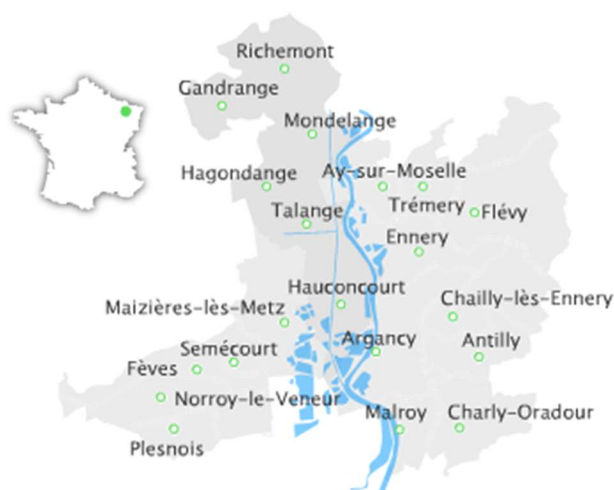 Richemont
Gandrange
Mondelange
Hagondange
Ay-sur-Moselle
Talange
Trémery
Flévy
Ennery
Hauconcourt
Chailly-lès-Ennery
Maizières-lès-Metz
Argancy
Antilly
Semécourt
Fèves
Norroy-le-Veneur
Malroy
Charly-Oradour
Plesnois